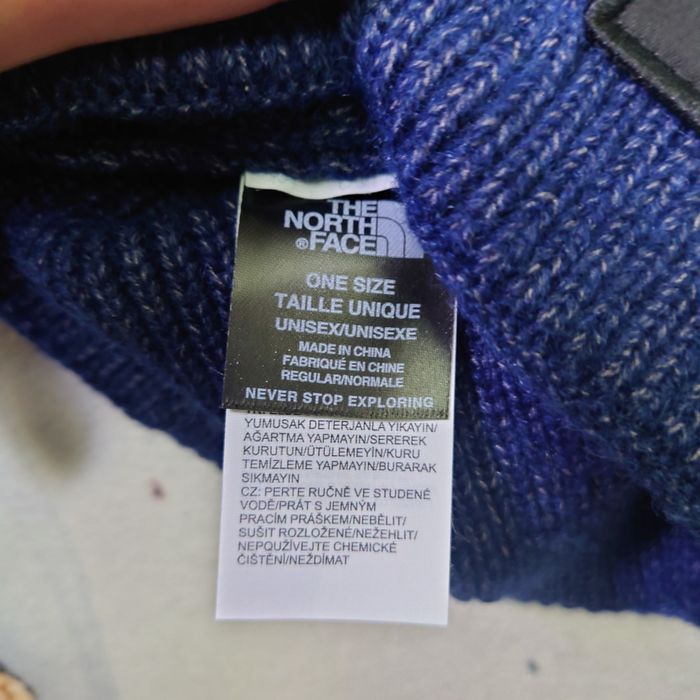 THE
NORTH
®FACE
ONE SIZE
TAILLE UNIQUE
UNISEX/UNISEXE
MADE IN CHINA
FABRIQUÉ EN CHINE
REGULAR/NORMALE
NEVER STOP EXPLORING
YUMUSAK DETERJANLA YIKAYIN/
AĞARTMA YAPMAYIN/SEREREK
KURUTUN/ÜTÜLEMEYİN/KURU
TEMİZLEME YAPMAYIN/BURARAK
SIKMAYIN
CZ: PERTE RUČNĚ VE STUDENÉ
VODĚ/PRÁT S JEMNÝM
PRACÍM PRÁŠKEM/NEBĚLIT/
SUŠIT ROZLOŽENÉ/NEŽEHLIT/
NEPOUŽÍVEJTE CHEMICKÉ
ČIŠTĚNÍ/NEŽDÍMAT